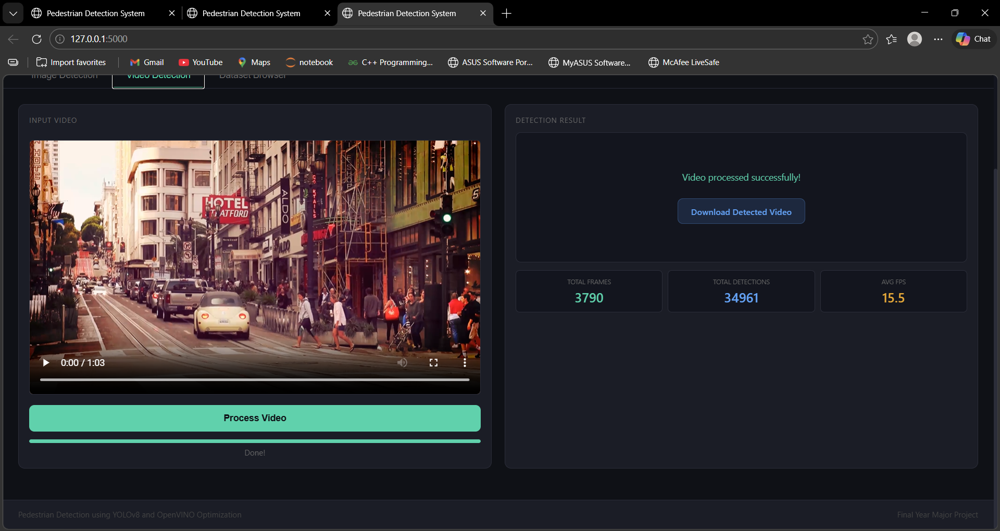 Pedestrian Detection System
Pedestrian Detection System
Pedestrian Detection System
127.0.0.1:5000
Chat
Import favorites
Gmail
YouTube
Maps
notebook
C++ Programming...
ASUS Software Por...
MyASUS Software...
McAfee LiveSafe
Image Detection
Video Detection
Dataset Browser
INPUT VIDEO
HOTEL
ALDO
COCKTAILS
5
0:00 / 1:03
Process Video
Done!
DETECTION RESULT
Video processed successfully!
Download Detected Video
TOTAL FRAMES
3790
TOTAL DETECTIONS
34961
AVG FPS
15.5
Pedestrian Detection using YOLOv8 and OpenVINO Optimization
Final Year Major Project